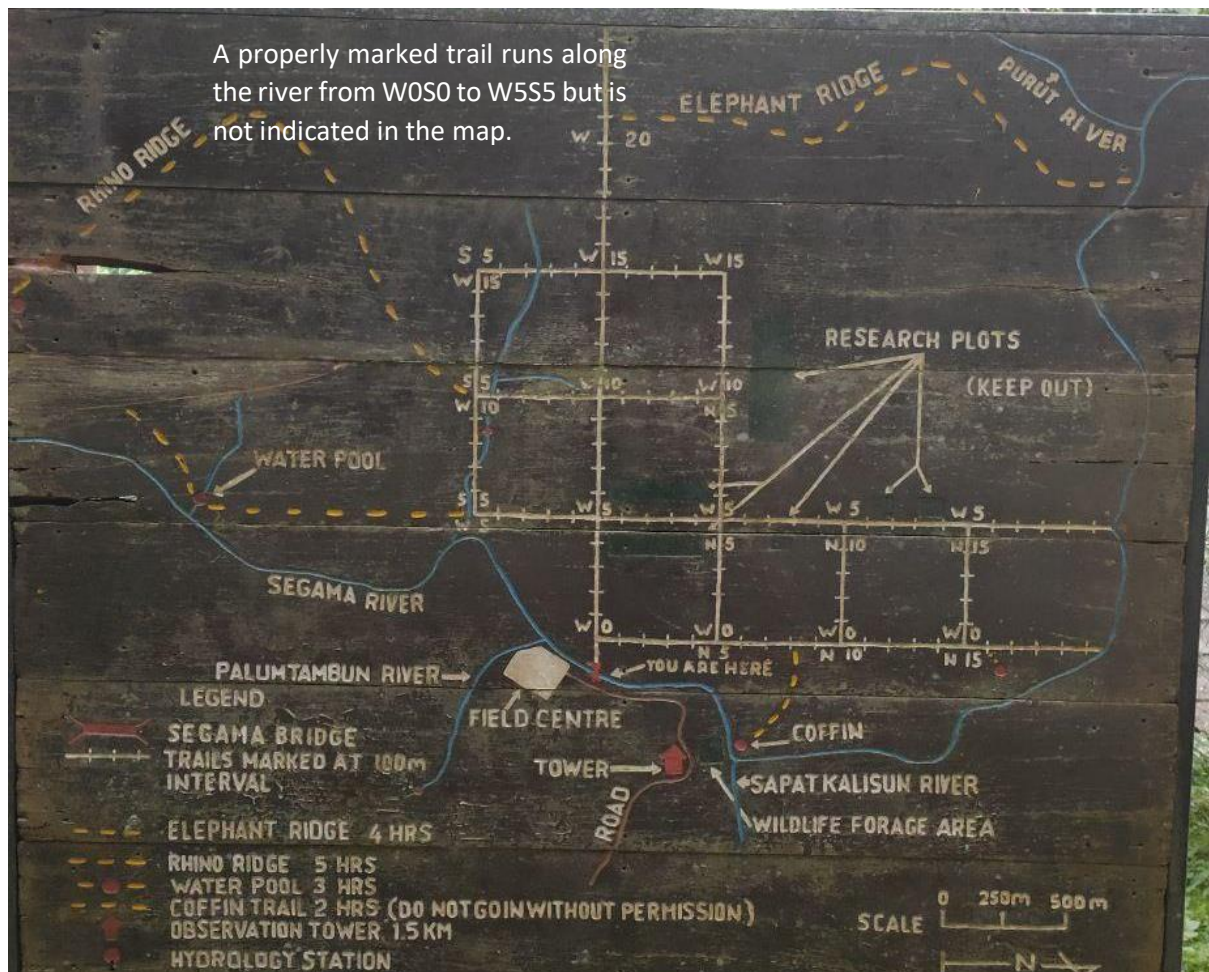 A properly marked trail runs along
the river from W0S0 to W5S5 but is
not indicated in the map.
RHINO RIDGE
ELEPHANT RIDGE
PURUT RIVER
W 20
S 5
W 15
W 15
W 15
RESEARCH PLOTS
(KEEP OUT)
S 5
W 10
W 10
W 10
N 5
WATER POOL
S 5
W 5
W 5
W 5
W 5
N 5
N 10
N 15
SEGAMA RIVER
W 0
W 0
W 0
W 0
N 5
N 10
N 15
YOU ARE HERE
PALUMTAMBUN RIVER
FIELD CENTRE
LEGEND
SEGAMA BRIDGE
TRAILS MARKED AT 100m
INTERVAL
COFFIN
TOWER
SAPAT KALISUN RIVER
ROAD
WILDLIFE FORAGE AREA
ELEPHANT RIDGE 4 HRS
RHINO RIDGE 5 HRS
WATER POOL 3 HRS
COFFIN TRAIL 2 HRS (DO NOT GO IN WITHOUT PERMISSION)
OBSERVATION TOWER 1.5 KM
HYDROLOGY STATION
SCALE
0 250m 500m
N